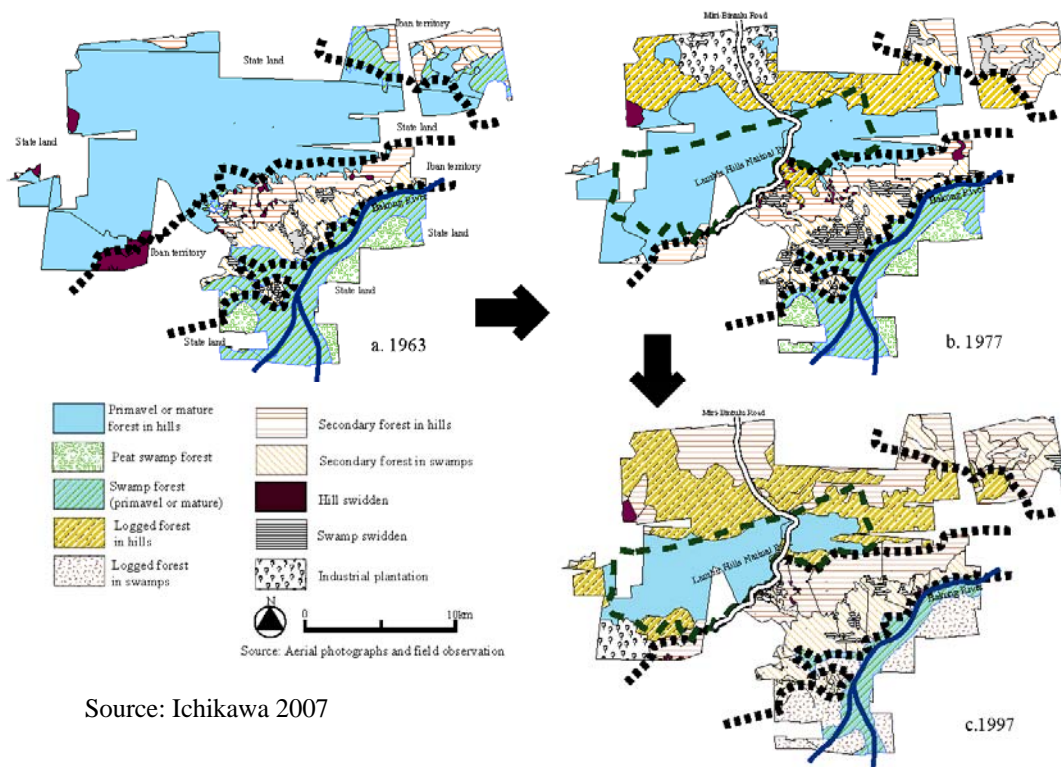 Iban territory
State land
State land
State land
State land
Iban territory
Bakong River
State land
Iban territory
State land
State land
a. 1963
Miri-Bintulu Road
Lambir Hills National
b. 1977
Primavel or mature
forest in hills
Peat swamp forest
Swamp forest
(primavel or mature)
Logged forest
in hills
Logged forest
in swamps
Secondary forest in hills
Secondary forest in swamps
Hill swidden
Swamp swidden
Industrial plantation
N
0
10km
Source: Aerial photographs and field observation
Miri-Bintulu Road
Lambir Hills National
Bakong River
c.1997
Source: Ichikawa 2007